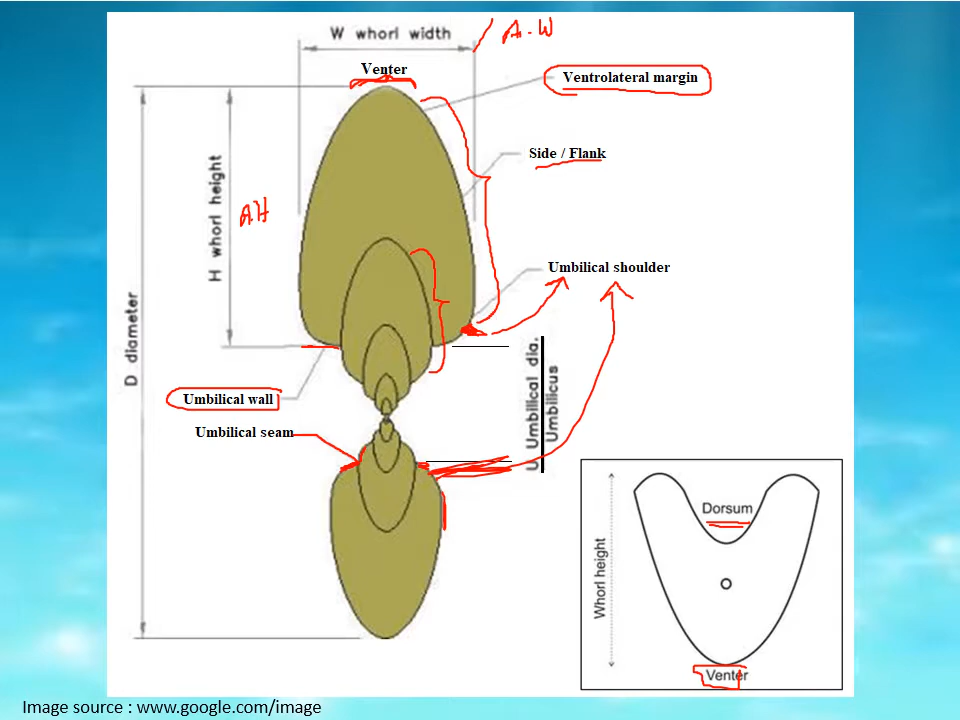 W whorl width
A.W
Venter
Ventrolateral margin
Side / Flank
H whorl height
AH
Umbilical shoulder
D diameter
U Umbilical dia.
Umbilicus
Umbilical wall
Umbilical seam
Dorsum
Whorl height
Venter
Image source : www.google.com/image